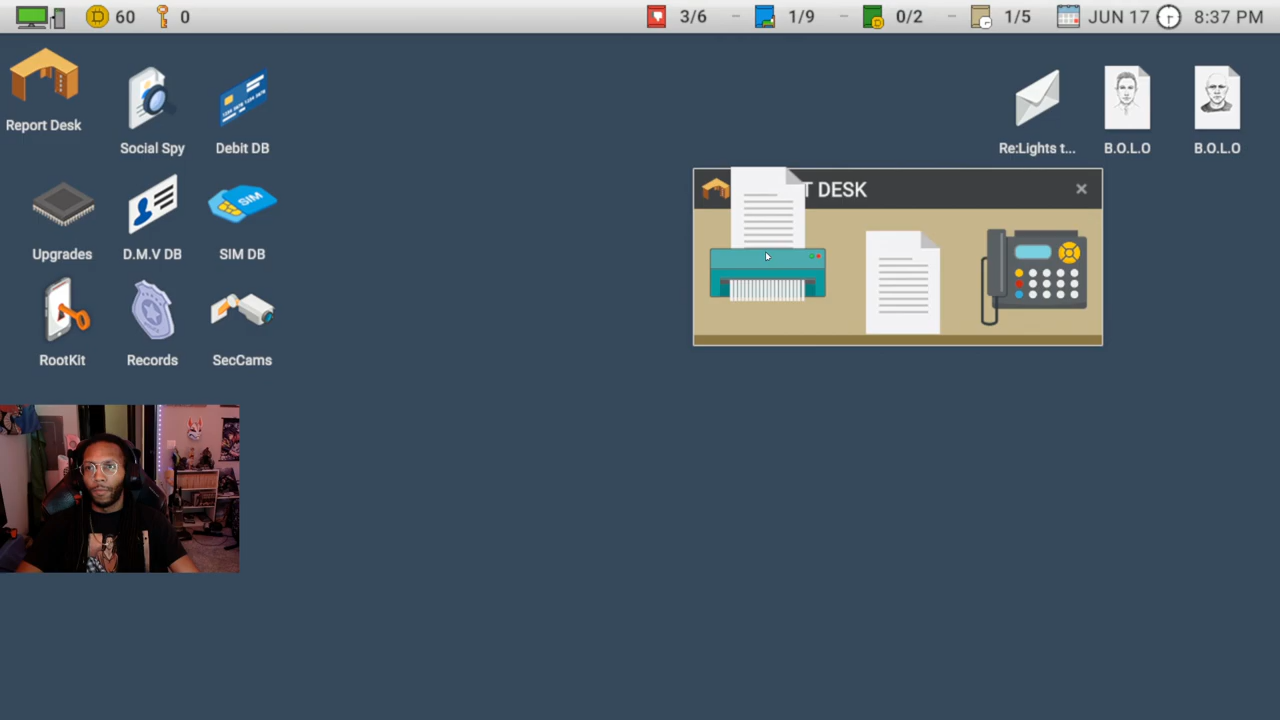 60
0
3/6
1/9
0/2
1/5
JUN 17
8:37 PM
Report Desk
Social Spy
Debit DB
Upgrades
D.M.V DB
SIM DB
RootKit
Records
SecCams
Re:Lights t...
B.O.L.O
B.O.L.O
T DESK
SIM